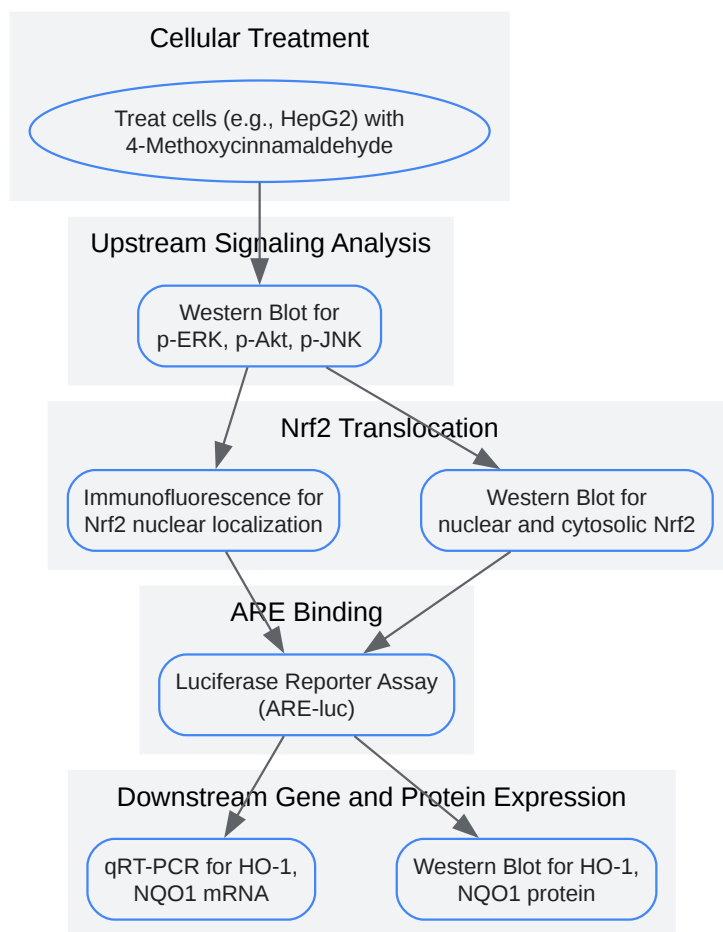 Cellular Treatment
Treat cells (e.g., HepG2) with
4-Methoxycinnamaldehyde
Upstream Signaling Analysis
Western Blot for
p-ERK, p-Akt, p-JNK
Nrf2 Translocation
Immunofluorescence for
Nrf2 nuclear localization
Western Blot for
nuclear and cytosolic Nrf2
ARE Binding
Luciferase Reporter Assay
(ARE-luc)
Downstream Gene and Protein Expression
qRT-PCR for HO-1,
NQO1 mRNA
Western Blot for HO-1,
NQO1 protein